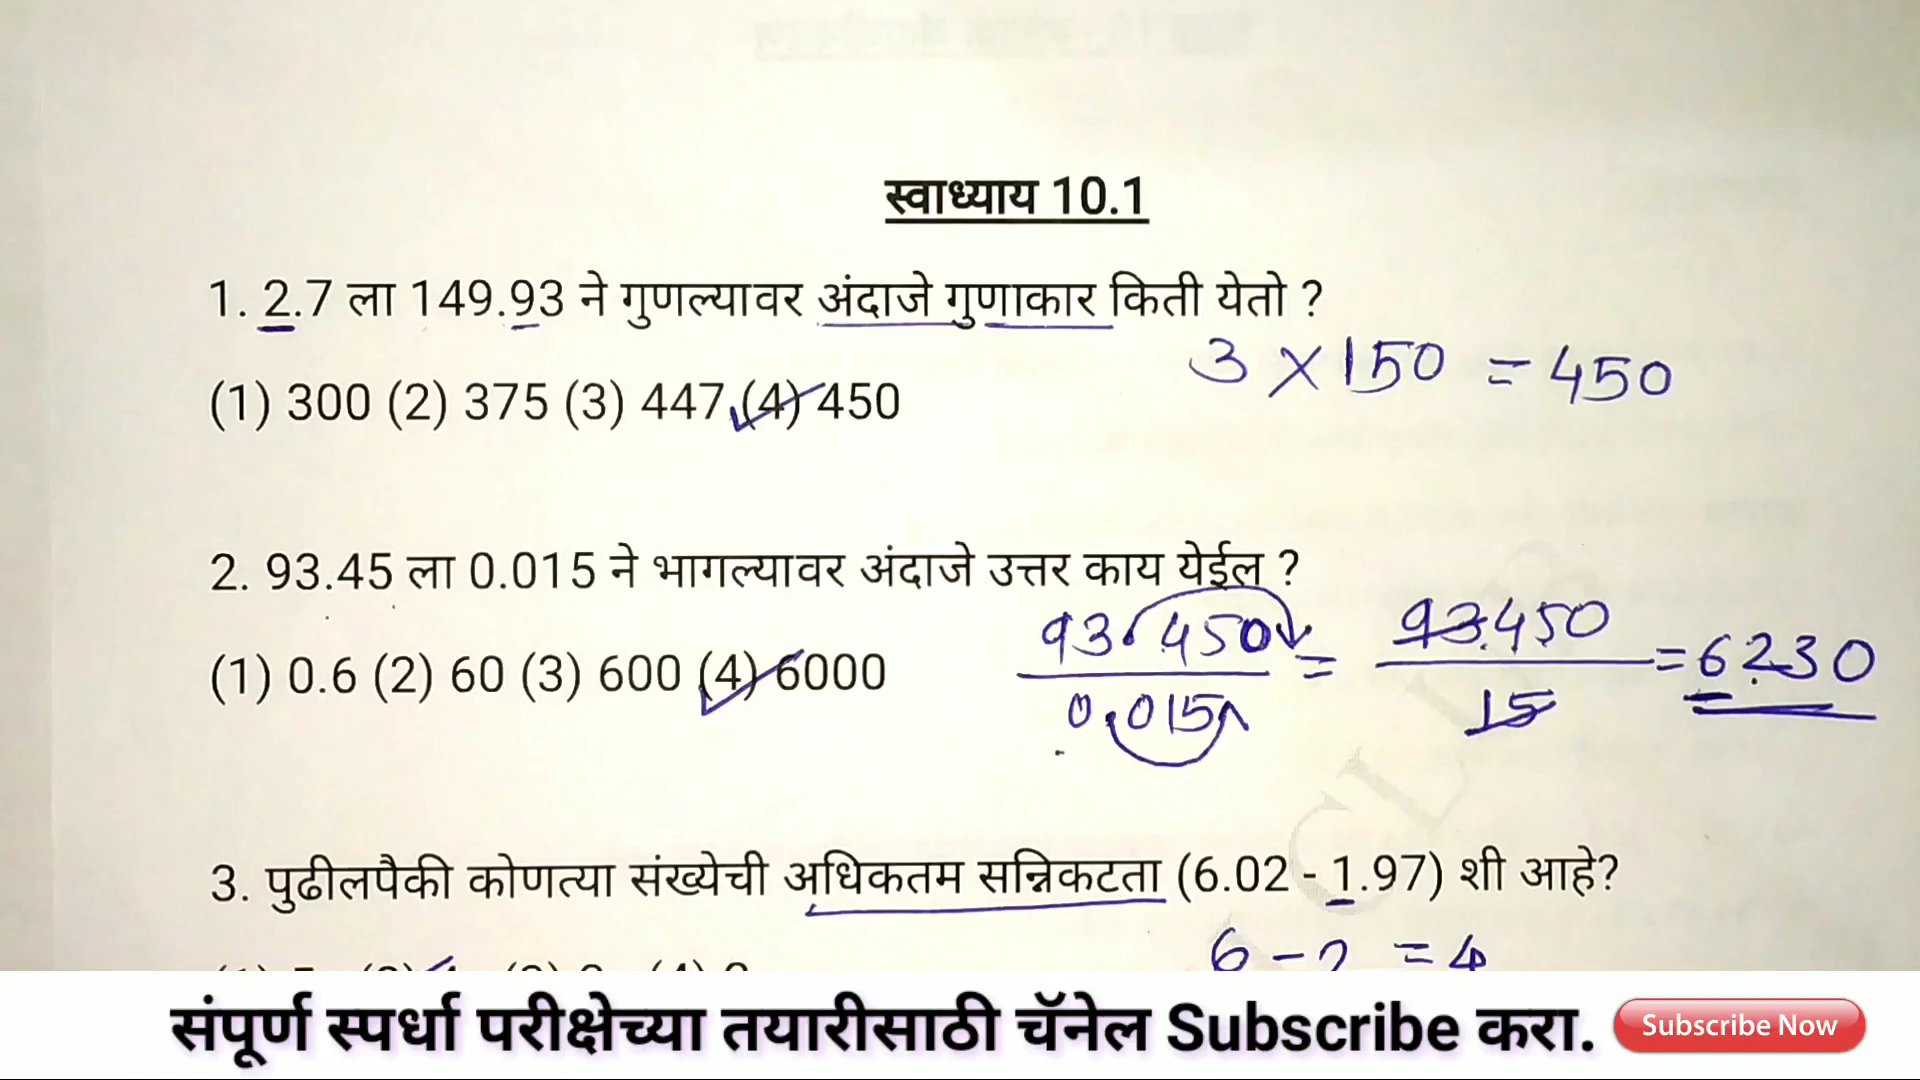 स्वाध्याय 10.1
1. 2.7 ला 149.93 ने गुणल्यावर अंदाजे गुणाकार किती येतो ?
3 × 150 = 450
(1) 300 (2) 375 (3) 447 (4) 450
2. 93.45 ला 0.015 ने भागल्यावर अंदाजे उत्तर काय येईल ?
93.450 / 0.015 = 93450 / 15 = 6230
(1) 0.6 (2) 60 (3) 600 (4) 6000
3. पुढीलपैकी कोणत्या संख्येची अधिकतम सन्निकटता (6.02 - 1.97) शी आहे?
6 - 2 = 4
संपूर्ण स्पर्धा परीक्षेच्या तयारीसाठी चॅनेल Subscribe करा.
Subscribe Now